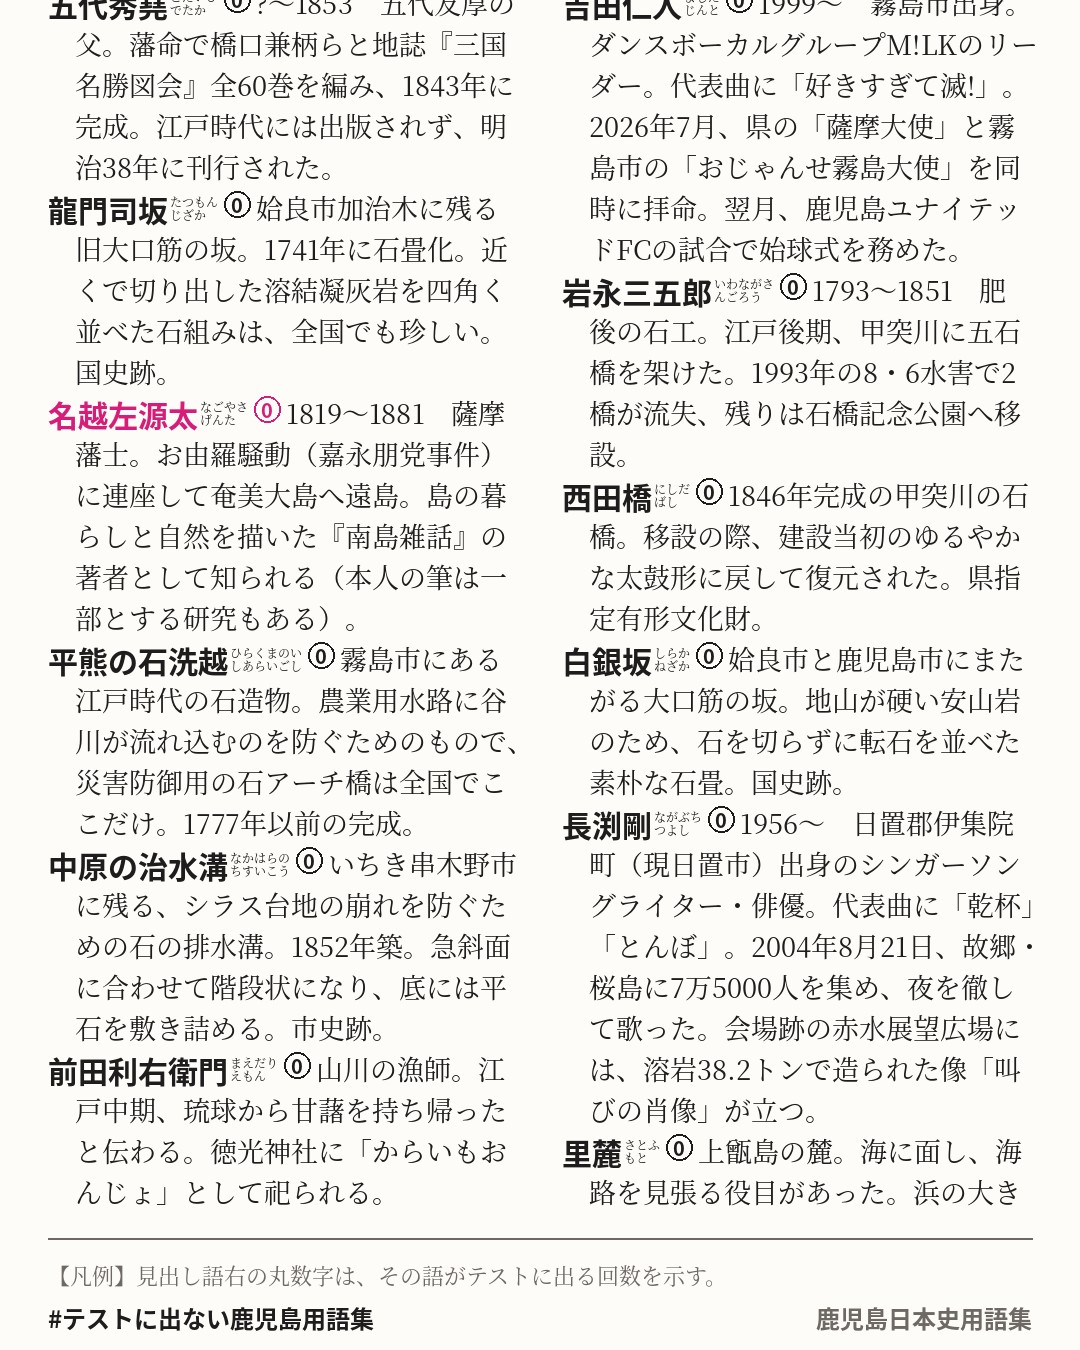 五代秀堯 ⓪?〜1853　五代友厚の
父。藩命で橋口兼柄らと地誌『三国
名勝図会』全60巻を編み、1843年に
完成。江戸時代には出版されず、明
治38年に刊行された。
龍門司坂 たつもんじざか ⓪ 姶良市加治木に残る
旧大口筋の坂。1741年に石畳化。近
くで切り出した溶結凝灰岩を四角く
並べた石組みは、全国でも珍しい。
国史跡。
名越左源太 なごやさげんた ⓪ 1819〜1881　薩摩
藩士。お由羅騒動（嘉永朋党事件）
に連座して奄美大島へ遠島。島の暮
らしと自然を描いた『南島雑話』の
著者として知られる（本人の筆は一
部とする研究もある）。
平熊の石洗越 ひらくまのいしあらいごし ⓪ 霧島市にある
江戸時代の石造物。農業用水路に谷
川が流れ込むのを防ぐためのもので、
災害防御用の石アーチ橋は全国でこ
こだけ。1777年以前の完成。
中原の治水溝 なかはらのちすいこう ⓪ いちき串木野市
に残る、シラス台地の崩れを防ぐた
めの石の排水溝。1852年築。急斜面
に合わせて階段状になり、底には平
石を敷き詰める。市史跡。
前田利右衛門 まえだりえもん ⓪ 山川の漁師。江
戸中期、琉球から甘藷を持ち帰った
と伝わる。徳光神社に「からいもお
んじょ」として祀られる。
吉田仁人 よしだじんと ⓪ 1999〜　霧島市出身。
ダンスボーカルグループM!LKのリー
ダー。代表曲に「好きすぎて滅!」。
2026年7月、県の「薩摩大使」と霧
島市の「おじゃんせ霧島大使」を同
時に拝命。翌月、鹿児島ユナイテッ
ドFCの試合で始球式を務めた。
岩永三五郎 いわながさんごろう ⓪ 1793〜1851　肥
後の石工。江戸後期、甲突川に五石
橋を架けた。1993年の8・6水害で2
橋が流失、残りは石橋記念公園へ移
設。
西田橋 にしだばし ⓪ 1846年完成の甲突川の石
橋。移設の際、建設当初のゆるやか
な太鼓形に戻して復元された。県指
定有形文化財。
白銀坂 しらかねざか ⓪ 姶良市と鹿児島市にまた
がる大口筋の坂。地山が硬い安山岩
のため、石を切らずに転石を並べた
素朴な石畳。国史跡。
長渕剛 ながぶちつよし ⓪ 1956〜　日置郡伊集院
町（現日置市）出身のシンガーソン
グライター・俳優。代表曲に「乾杯」
「とんぼ」。2004年8月21日、故郷・
桜島に7万5000人を集め、夜を徹し
て歌った。会場跡の赤水展望広場に
は、溶岩38.2トンで造られた像「叫
びの肖像」が立つ。
里麓 さとふもと ⓪ 上甑島の麓。海に面し、海
路を見張る役目があった。浜の大き
【凡例】見出し語右の丸数字は、その語がテストに出る回数を示す。
#テストに出ない鹿児島用語集
鹿児島日本史用語集